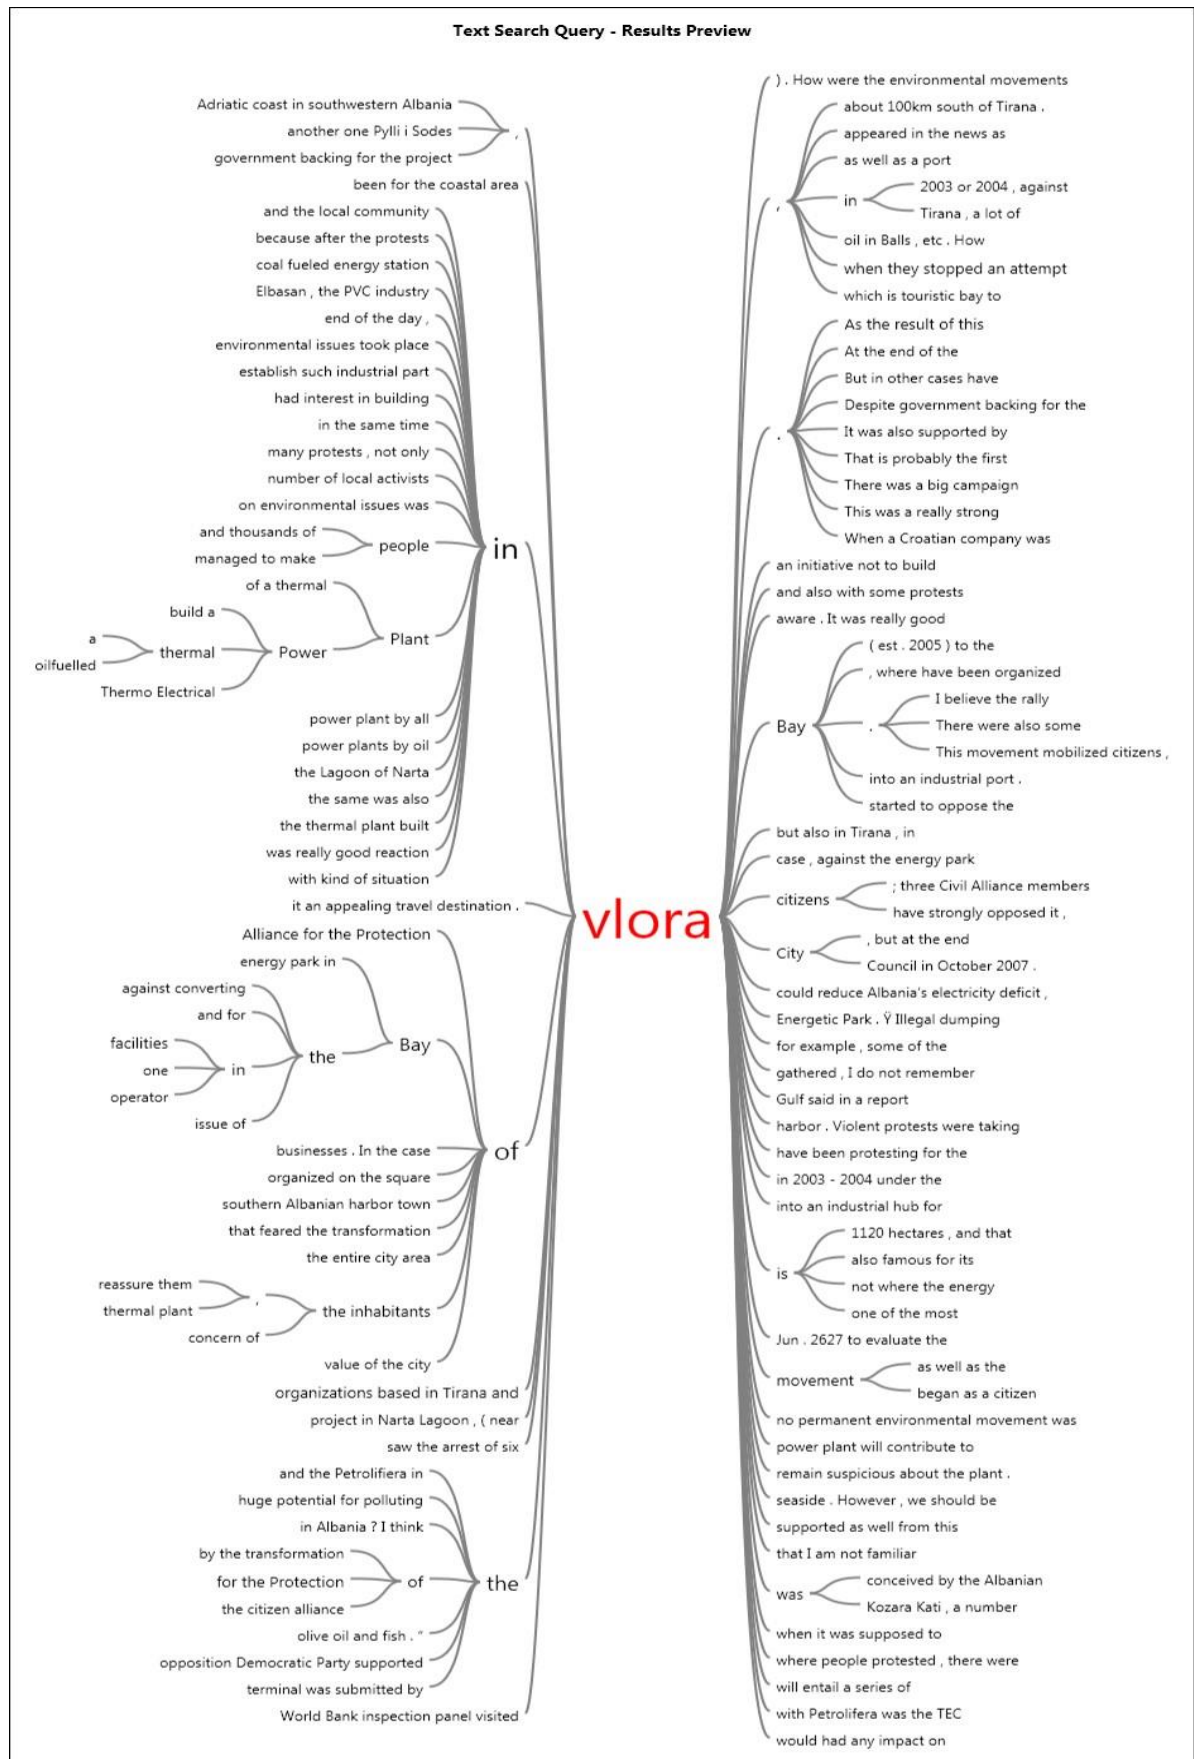 Text Search Query - Results Preview
Adriatic coast in southwestern Albania
another one Pylli i Sodes
government backing for the project
,
been for the coastal area
and the local community
because after the protests
coal fueled energy station
Elbasan , the PVC industry
end of the day ,
environmental issues took place
establish such industrial part
had interest in building
in the same time
many protests , not only
number of local activists
on environmental issues was
and thousands of
managed to make
people
in
of a thermal
build a
a
oilfuelled
thermal
Power
Plant
Thermo Electrical
power plant by all
power plants by oil
the Lagoon of Narta
the same was also
the thermal plant built
was really good reaction
with kind of situation
it an appealing travel destination .
Alliance for the Protection
energy park in
against converting
and for
facilities
one
operator
in
the
Bay
issue of
of
businesses . In the case
organized on the square
southern Albanian harbor town
that feared the transformation
the entire city area
reassure them
thermal plant
,
the inhabitants
concern of
value of the city
organizations based in Tirana and
project in Narta Lagoon , ( near
saw the arrest of six
and the Petrolifiera in
huge potential for polluting
in Albania ? I think
by the transformation
for the Protection
the citizen alliance
of
the
olive oil and fish . "
opposition Democratic Party supported
terminal was submitted by
World Bank inspection panel visited
vlora
) . How were the environmental movements
,
about 100km south of Tirana .
appeared in the news as
as well as a port
in
2003 or 2004 , against
Tirana , a lot of
oil in Balls , etc . How
when they stopped an attempt
which is touristic bay to
.
As the result of this
At the end of the
But in other cases have
Despite government backing for the
It was also supported by
That is probably the first
There was a big campaign
This was a really strong
When a Croatian company was
an initiative not to build
and also with some protests
aware . It was really good
Bay
( est . 2005 ) to the
, where have been organized
.
I believe the rally
There were also some
This movement mobilized citizens ,
into an industrial port .
started to oppose the
but also in Tirana , in
case , against the energy park
citizens
; three Civil Alliance members
have strongly opposed it ,
City
, but at the end
Council in October 2007 .
could reduce Albania's electricity deficit ,
Energetic Park . Ÿ Illegal dumping
for example , some of the
gathered , I do not remember
Gulf said in a report
harbor . Violent protests were taking
have been protesting for the
in 2003 - 2004 under the
into an industrial hub for
is
1120 hectares , and that
also famous for its
not where the energy
one of the most
Jun . 2627 to evaluate the
movement
as well as the
began as a citizen
no permanent environmental movement was
power plant will contribute to
remain suspicious about the plant .
seaside . However , we should be
supported as well from this
that I am not familiar
was
conceived by the Albanian
Kozara Kati , a number
when it was supposed to
where people protested , there were
will entail a series of
with Petrolifera was the TEC
would had any impact on